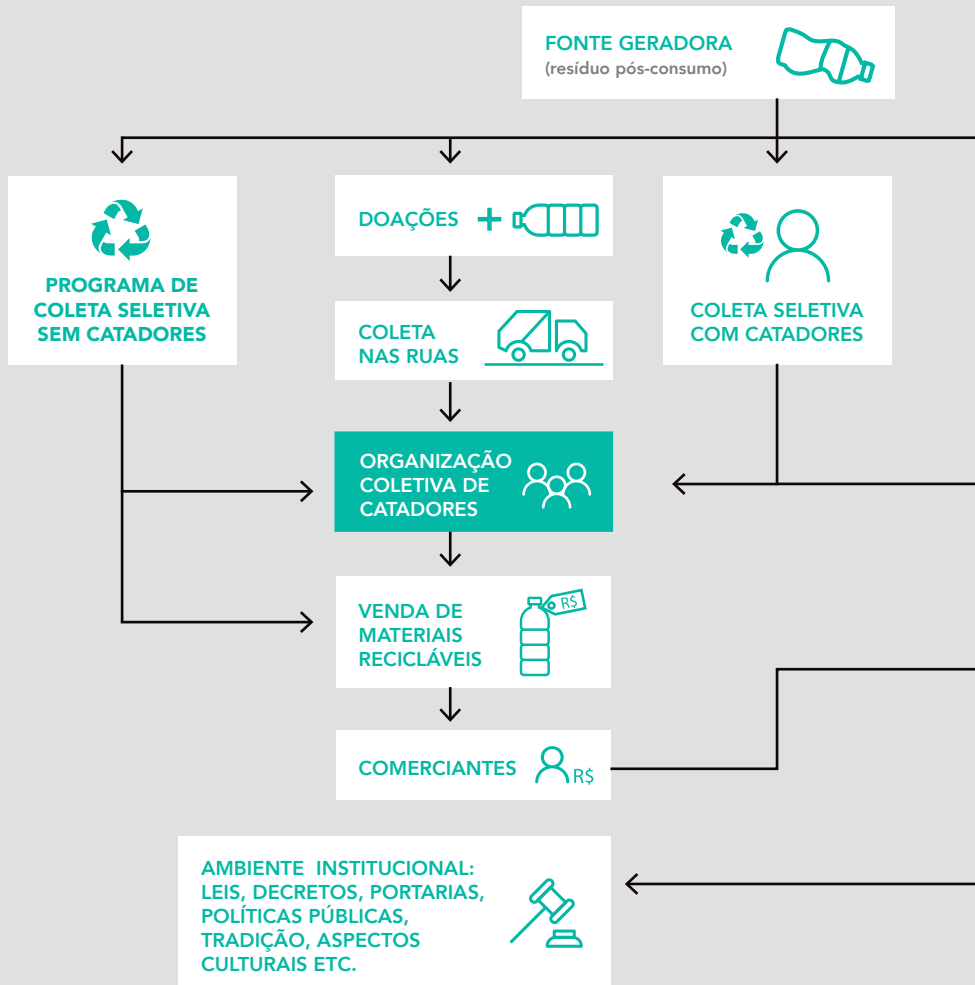 FONTE GERADORA
(resíduo pós-consumo)
PROGRAMA DE
COLETA SELETIVA
SEM CATADORES
DOAÇÕES
COLETA
NAS RUAS
COLETA SELETIVA
COM CATADORES
ORGANIZAÇÃO
COLETIVA DE
CATADORES
VENDA DE
MATERIAIS
RECICLÁVEIS
R$
COMERCIANTES
R$
AMBIENTE INSTITUCIONAL:
LEIS, DECRETOS, PORTARIAS,
POLÍTICAS PÚBLICAS,
TRADIÇÃO, ASPECTOS
CULTURAIS ETC.